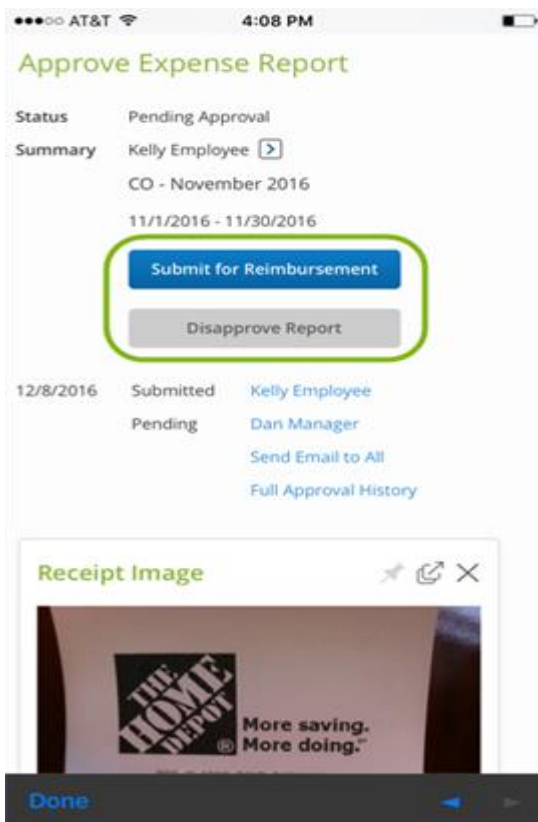 AT&T 4:08 PM
Approve Expense Report
Status Pending Approval
Summary Kelly Employee
CO - November 2016
11/1/2016 - 11/30/2016
Submit for Reimbursement
Disapprove Report
12/8/2016 Submitted Kelly Employee
Pending Dan Manager
Send Email to All
Full Approval History
Receipt Image
THE
HOME
DEPOT
®
More saving.
More doing.™
Done